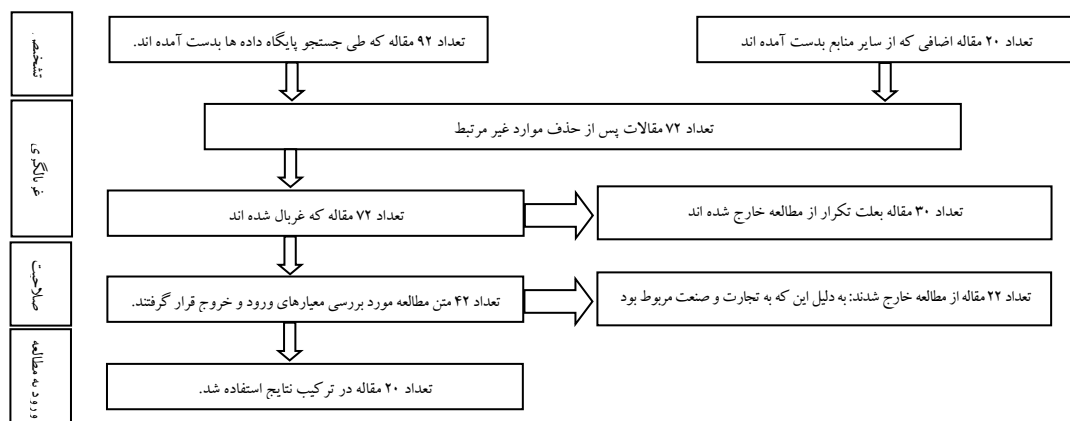 تشخیص
تعداد ۲۰ مقاله اضافی که از سایر منابع بدست آمده اند
تعداد ۹۲ مقاله که طی جستجو پایگاه داده ها بدست آمده اند.
غربالگری
تعداد ۷۲ مقالات پس از حذف موارد غیر مرتبط
تعداد ۷۲ مقاله که غربال شده اند
تعداد ۳۰ مقاله بعلت تکرار از مطالعه خارج شده اند
صلاحیت
تعداد ۴۲ متن مطالعه مورد بررسی معیارهای ورود و خروج قرار گرفتند.
تعداد ۲۲ مقاله از مطالعه خارج شدند: به دلیل این که به تجارت و صنعت مربوط بود
ورود به مطالعه
تعداد ۲۰ مقاله در ترکیب نتایج استفاده شد.